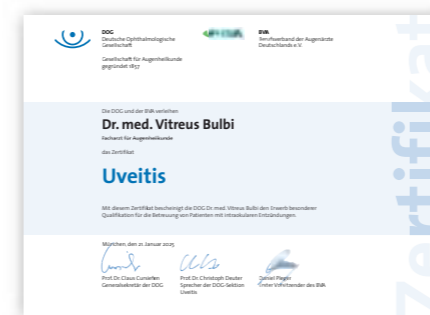 DOG
Deutsche Ophthalmologische
Gesellschaft
Gesellschaft für Augenheilkunde
gegründet 1857
BVA
Berufsverband der Augenärzte
Deutschlands e.V.
Die DOG und der BVA verleihen
Dr. med. Vitreus Bulbi
Facharzt für Augenheilkunde
das Zertifikat
Uveitis
Mit diesem Zertifikat bescheinigt die DOG Dr. med. Vitreus Bulbi den Erwerb besonderer
Qualifikation für die Betreuung von Patienten mit intraokularen Entzündungen.
München, den 21. Januar 2025
Prof. Dr. Claus Cursiefen
Generalsekretär der DOG
Prof. Dr. Christoph Deuter
Sprecher der DOG-Sektion
Uveitis
Daniel Pleger
Erster Vorsitzender des BVA
Zertifikat